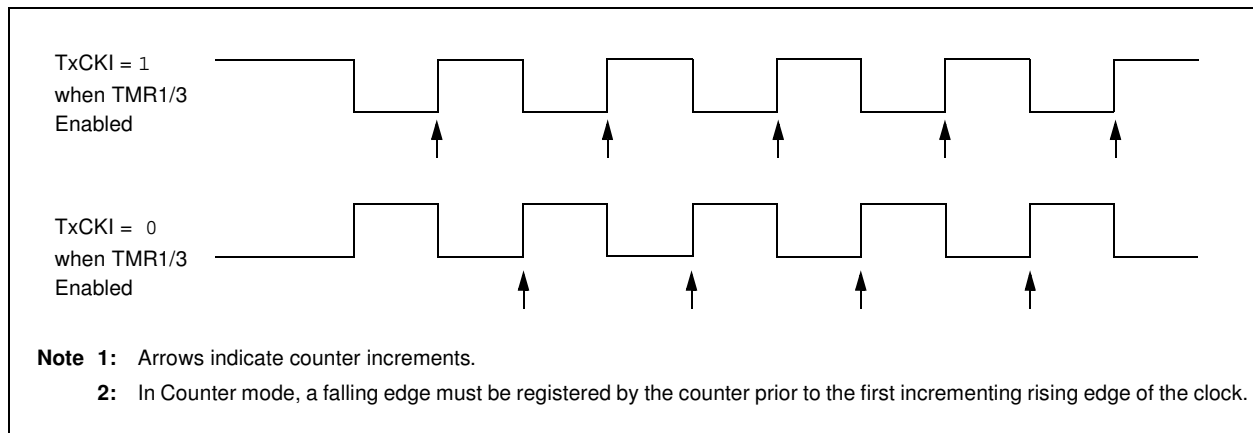 TxCKI = 1
when TMR1/3
Enabled
TxCKI = 0
when TMR1/3
Enabled
Note 1: Arrows indicate counter increments.
2: In Counter mode, a falling edge must be registered by the counter prior to the first incrementing rising edge of the clock.